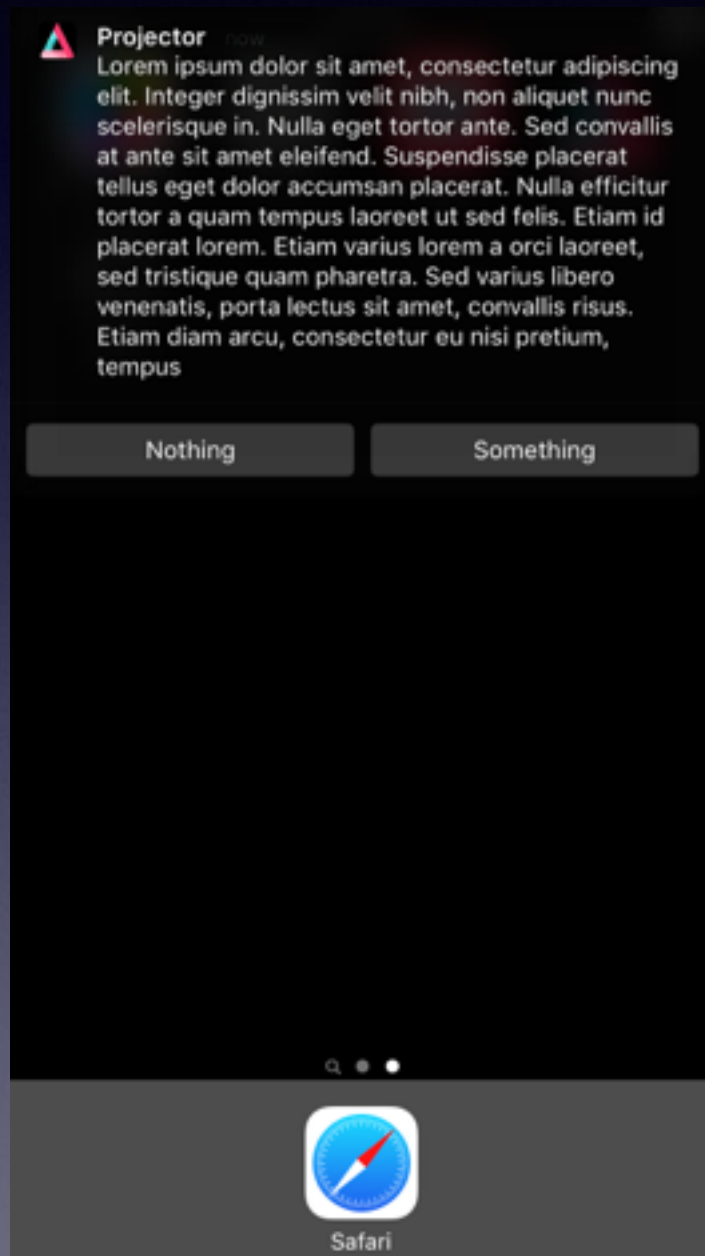 Projector now
Lorem ipsum dolor sit amet, consectetur adipiscing
elit. Integer dignissim velit nibh, non aliquet nunc
scelerisque in. Nulla eget tortor ante. Sed convallis
at ante sit amet eleifend. Suspendisse placerat
tellus eget dolor accumsan placerat. Nulla efficitur
tortor a quam tempus laoreet ut sed felis. Etiam id
placerat lorem. Etiam varius lorem a orci laoreet,
sed tristique quam pharetra. Sed varius libero
venenatis, porta lectus sit amet, convallis risus.
Etiam diam arcu, consectetur eu nisi pretium,
tempus
Nothing Something
Safari